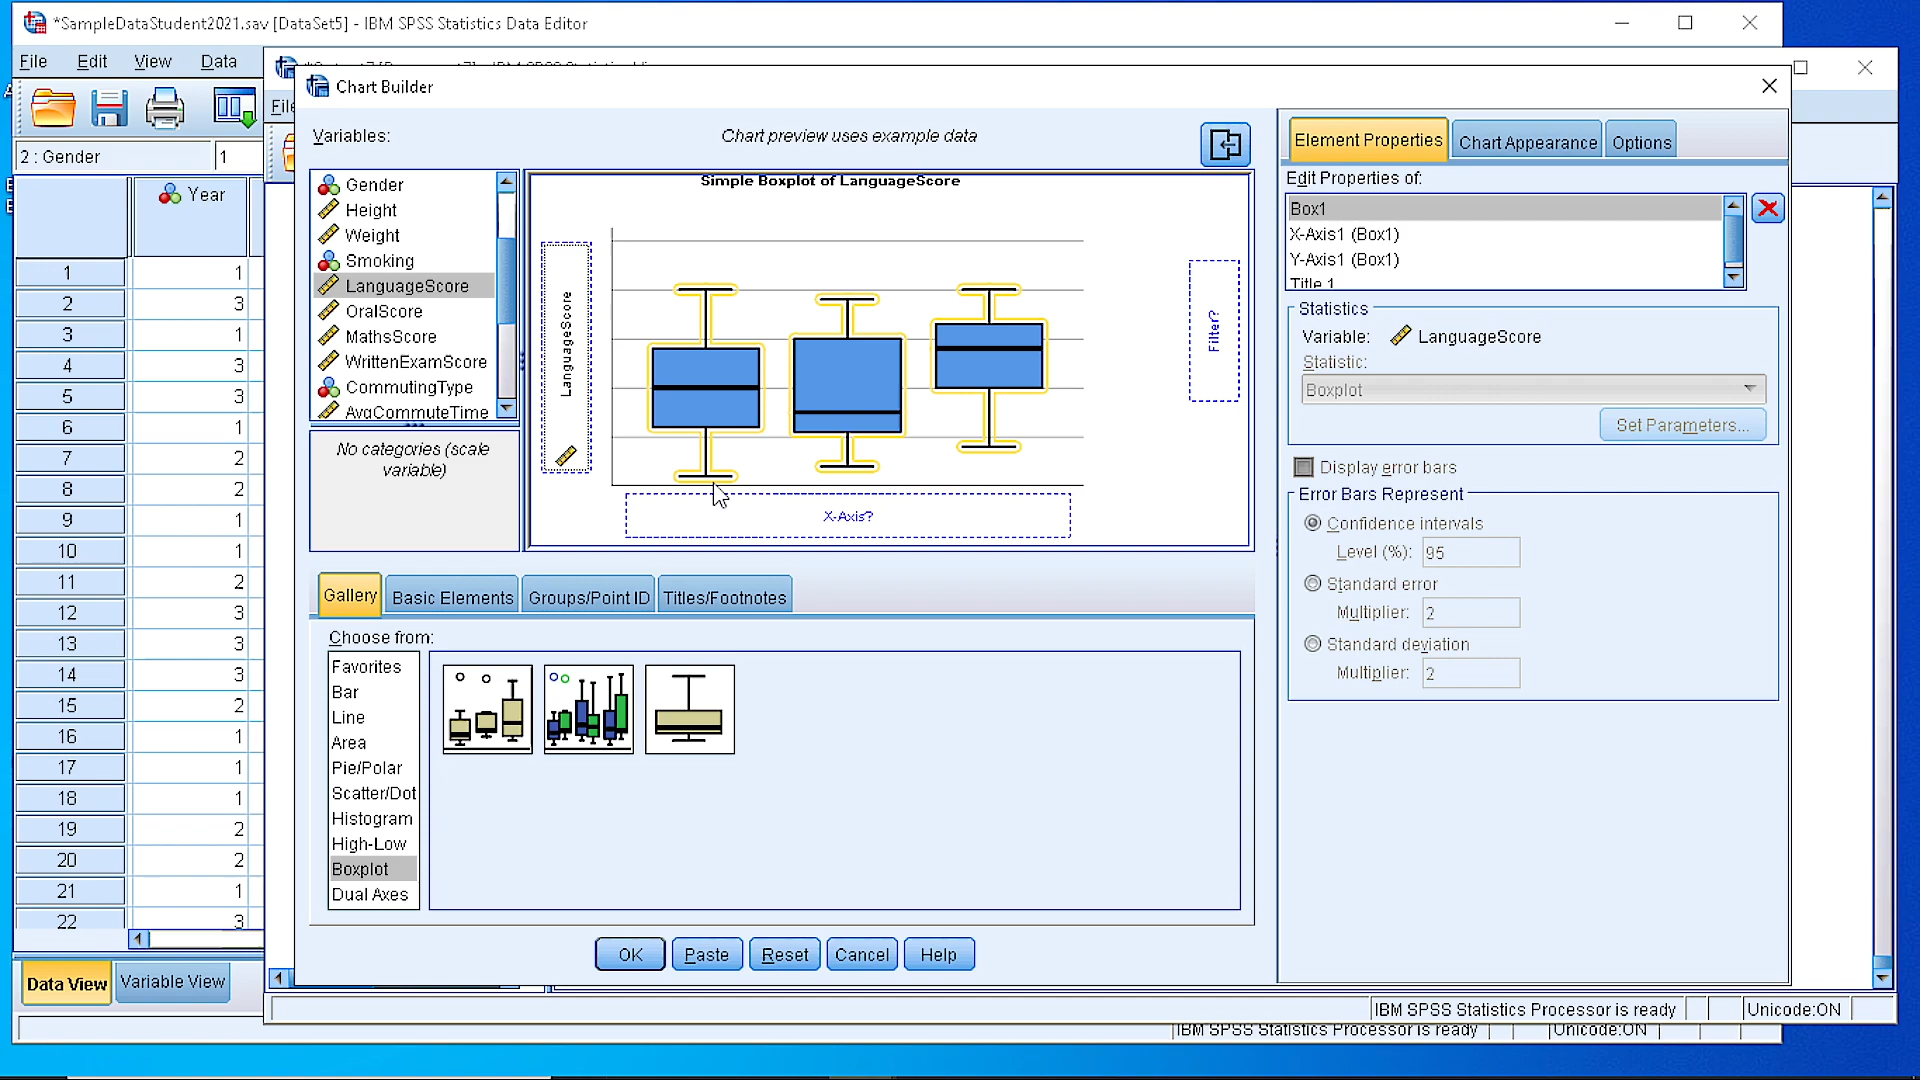 *SampleDataStudent2021.sav [DataSet5] - IBM SPSS Statistics Data Editor
File Edit View Data
2 : Gender 1
Year
1 1
2 3
3 1
4 3
5 3
6 1
7 2
8 2
9 1
10 1
11 2
12 3
13 3
14 3
15 2
16 1
17 1
18 1
19 2
20 2
21 1
22 3
Data View Variable View
Chart Builder
Variables:
Chart preview uses example data
Gender
Height
Weight
Smoking
LanguageScore
OralScore
MathsScore
WrittenExamScore
CommutingType
AvgCommuteTime
No categories (scale
variable)
Simple Boxplot of LanguageScore
LanguageScore
Filter?
X-Axis?
Gallery Basic Elements Groups/Point ID Titles/Footnotes
Choose from:
Favorites
Bar
Line
Area
Pie/Polar
Scatter/Dot
Histogram
High-Low
Boxplot
Dual Axes
OK Paste Reset Cancel Help
Element Properties Chart Appearance Options
Edit Properties of:
Box1
X-Axis1 (Box1)
Y-Axis1 (Box1)
Title 1
Statistics
Variable: LanguageScore
Statistic:
Boxplot
Set Parameters...
Display error bars
Error Bars Represent
Confidence intervals
Level (%): 95
Standard error
Multiplier: 2
Standard deviation
Multiplier: 2
IBM SPSS Statistics Processor is ready Unicode:ON
IBM SPSS Statistics Processor is ready Unicode:ON